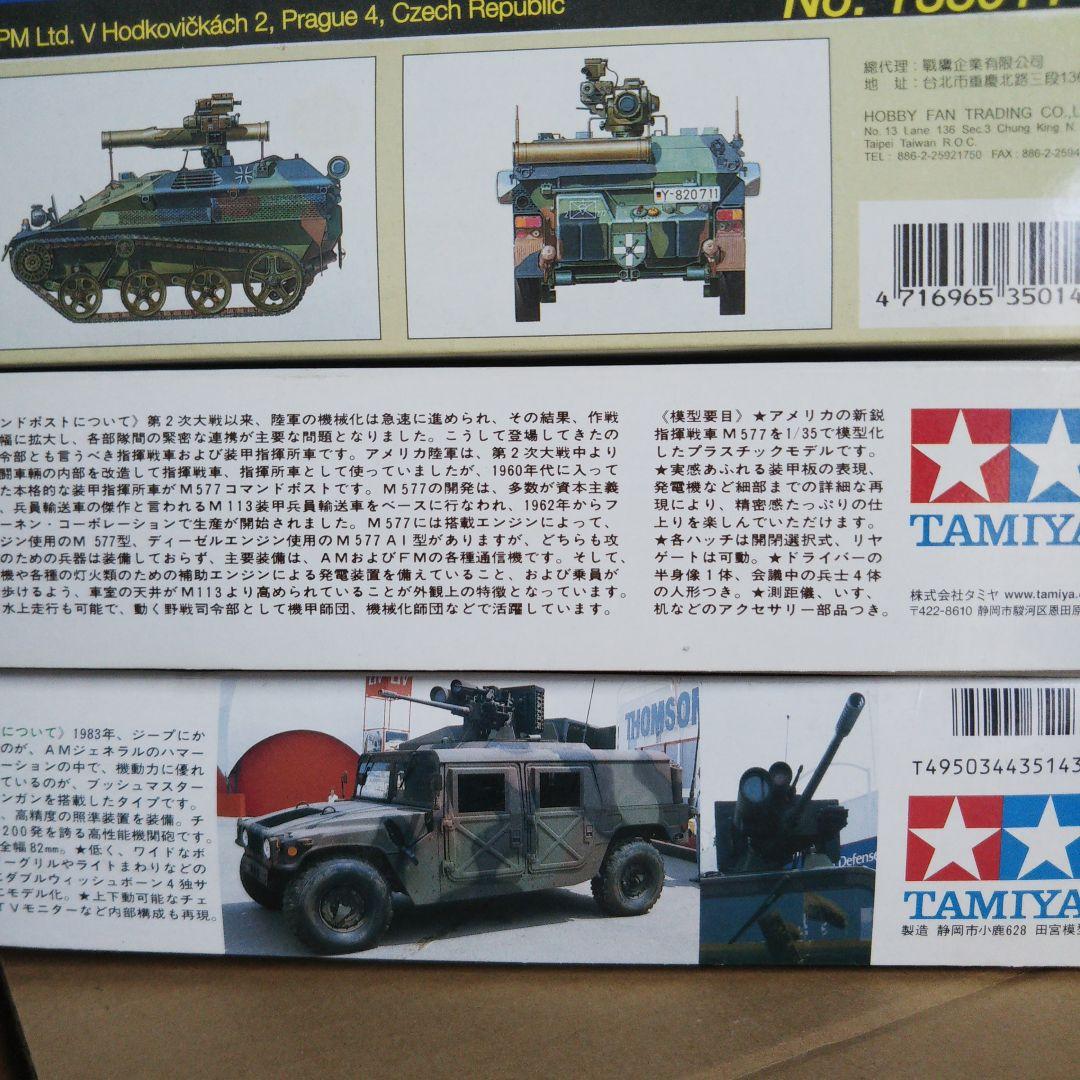 PM Ltd. V Hodkovičkách 2, Prague 4, Czech Republic
No.
Y-820711
總代理：戰鷹企業有限公司
地 址：台北市重慶北路三段136
HOBBY FAN TRADING CO.,L
No. 13 Lane 136 Sec.3 Chung King N.
Taipei Taiwan R.O.C.
TEL : 886-2-25921750 FAX : 886-2-2594
4 716965 35014
ンドポストについて》第2次大戦以来、陸軍の機械化は急速に進められ、その結果、作戦
幅に拡大し、各部隊間の緊密な連携が主要な問題となりました。こうして登場してきたの
令部とも言うべき指揮戦車および装甲指揮所車です。アメリカ陸軍は、第2次大戦中より
闘車輌の内部を改造して指揮戦車、指揮所車として使っていましたが、1960年代に入って
た本格的な装甲指揮所車がM577コマンドポストです。M577の開発は、多数が資本主義
、兵員輸送車の傑作と言われるM113装甲兵員輸送車をベースに行なわれ、1962年からフ
ーネン・コーポレーションで生産が開始されました。M577には搭載エンジンによって、
ジン使用のM577型、ディーゼルエンジン使用のM577A1型がありますが、どちらも攻
のための兵器は装備しておらず、主要装備は、AMおよびFMの各種通信機です。そして、
機や各種の灯火類のための補助エンジンによる発電装置を備えていること、および乗員が
歩けるよう、車室の天井がM113より高められていることが外観上の特徴となっています。
水上走行も可能で、動く野戦司令部として機甲師団、機械化師団などで活躍しています。
《模型要目》★アメリカの新鋭
指揮戦車M577を1/35で模型化
したプラスチックモデルです。
★実感あふれる装甲板の表現、
発電機など細部までの詳細な再
現により、精密感たっぷりの仕
上りを楽しんでいただけます。
★各ハッチは開閉選択式、リヤ
ゲートは可動。★ドライバーの
半身像1体、会議中の兵士4体
の人形つき。★測距儀、いす、
机などのアクセサリー部品つき。
TAMIYA
株式会社タミヤ www.tamiya.
〒422-8610 静岡市駿河区恩田原
について》1983年、ジープにか
のが、AMジェネラルのハマー
ーションの中で、機動力に優れ
ているのが、ブッシュマスター
ンガンを搭載したタイプです。
、高精度の照準装置を装備。チ
200発を誇る高性能機関砲です。
全幅82mm。★低く、ワイドなボ
ーグリルやライトまわりなどの
ニダブルウィッシュボーン4独サ
ニモデル化。★上下動可能なチェ
TVモニターなど内部構成も再現。
THOMSON
Defense
T495034435143
TAMIYA
製造 静岡市小鹿628 田宮模型